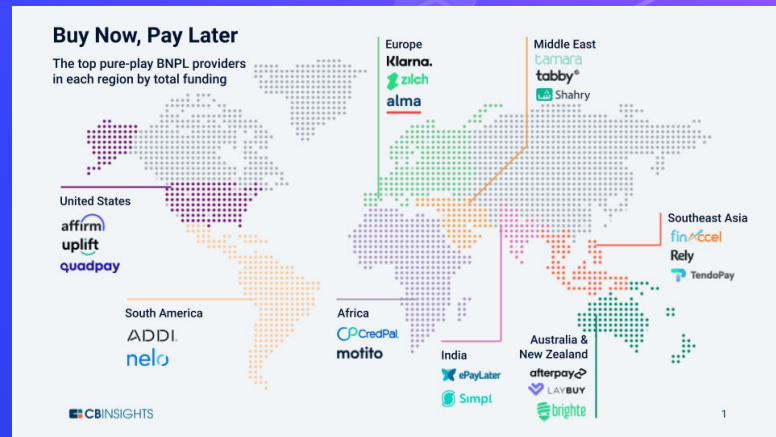 Buy Now, Pay Later
The top pure-play BNPL providers
in each region by total funding
Europe
Klarna.
zilch
alma
Middle East
tamara
tabby
شاري Shahry
United States
affirm
uplift
quadpay
Southeast Asia
finAccel
Rely
TendoPay
South America
ADDI.
nelo
Africa
CredPal
motito
India
ePayLater
Simpl
Australia &
New Zealand
afterpay
LAYBUY
brighte
CBINSIGHTS
1